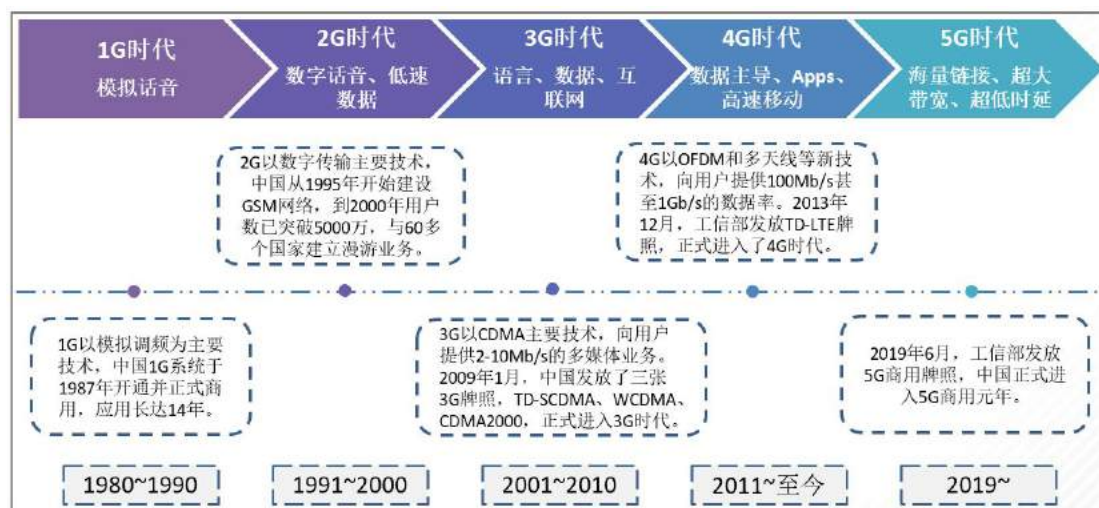 1G时代
模拟话音
2G时代
数字话音、低速
数据
3G时代
语言、数据、互
联网
4G时代
数据主导、Apps、
高速移动
5G时代
海量链接、超大
带宽、超低时延
2G以数字传输主要技术，
中国从1995年开始建设
GSM网络，到2000年用户
数已突破5000万，与60多
个国家建立漫游业务。
4G以OFDM和多天线等新技
术，向用户提供100Mb/s甚
至1Gb/s的数据率。2013年
12月，工信部发放TD-LTE牌
照，正式进入了4G时代。
1G以模拟调频为主要
技术，中国1G系统于
1987年开通并正式商
用，应用长达14年。
3G以CDMA主要技术，向用户
提供2-10Mb/s的多媒体业务。
2009年1月，中国发放了三张
3G牌照，TD-SCDMA、WCDMA、
CDMA2000，正式进入3G时代。
2019年6月，工信部发放
5G商用牌照，中国正式进
入5G商用元年。
1980~1990
1991~2000
2001~2010
2011~至今
2019~